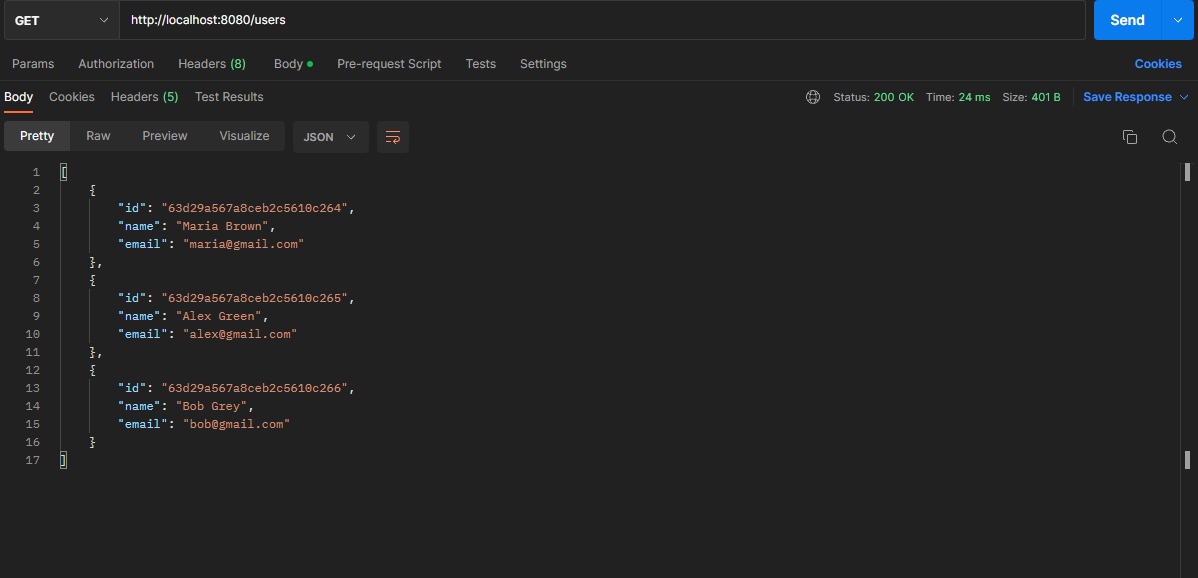 GET http://localhost:8080/users Send
Params Authorization Headers (8) Body Pre-request Script Tests Settings Cookies
Body Cookies Headers (5) Test Results Status: 200 OK Time: 24 ms Size: 401 B Save Response
Pretty Raw Preview Visualize JSON
1 [
2 {
3 "id": "63d29a567a8ceb2c5610c264",
4 "name": "Maria Brown",
5 "email": "maria@gmail.com"
6 },
7 {
8 "id": "63d29a567a8ceb2c5610c265",
9 "name": "Alex Green",
10 "email": "alex@gmail.com"
11 },
12 {
13 "id": "63d29a567a8ceb2c5610c266",
14 "name": "Bob Grey",
15 "email": "bob@gmail.com"
16 }
17 ]